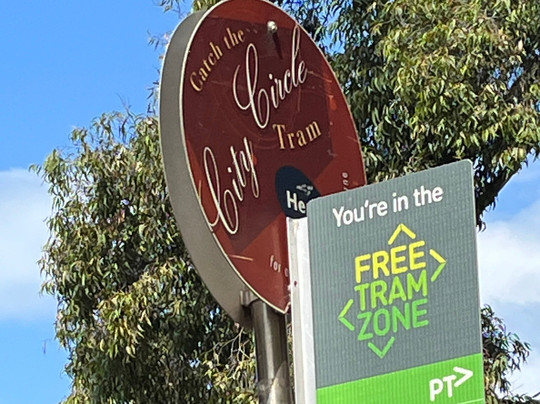 Catch the
City Circle
Tram
You're in the
FREE
TRAM
ZONE
PT>